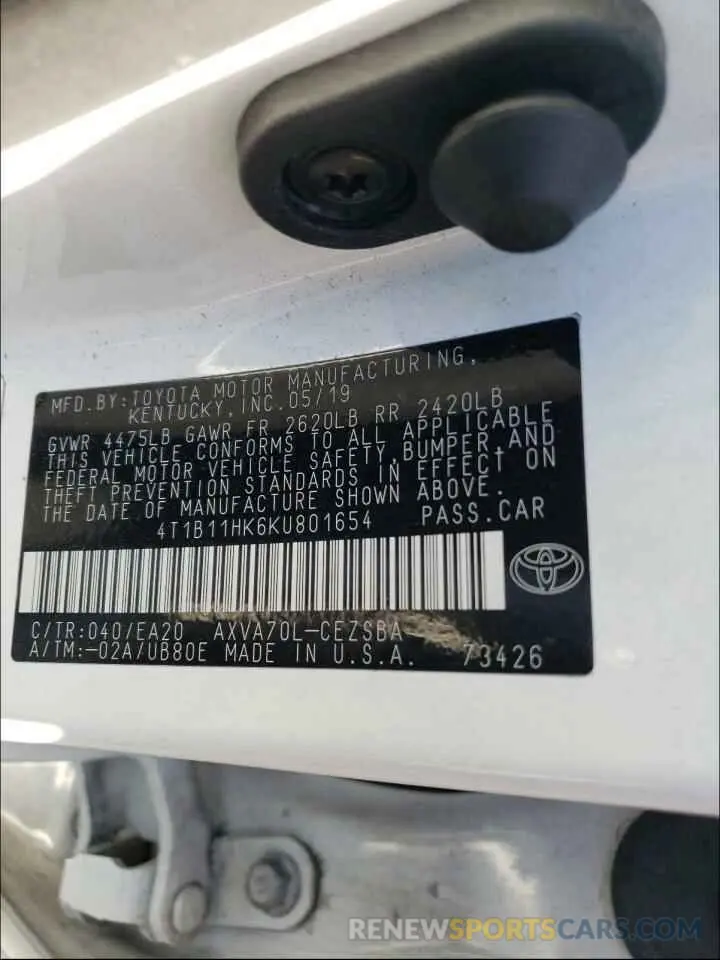 MFD.BY:TOYOTA MOTOR MANUFACTURING,
KENTUCKY,INC.05/19
GVWR 4475LB GAWR FR 2620LB RR 2420LB
THIS VEHICLE CONFORMS TO ALL APPLICABLE
FEDERAL MOTOR VEHICLE SAFETY,BUMPER,AND
THEFT PREVENTION STANDARDS IN EFFECT ON
THE DATE OF MANUFACTURE SHOWN ABOVE.
4T1B11HK6KU801654 PASS.CAR
C/TR:040/EA20 AXVA70L-CEZSBA
A/TM:-02A/UB80E MADE IN U.S.A. 73426
RENEWSPORTSCARS.COM